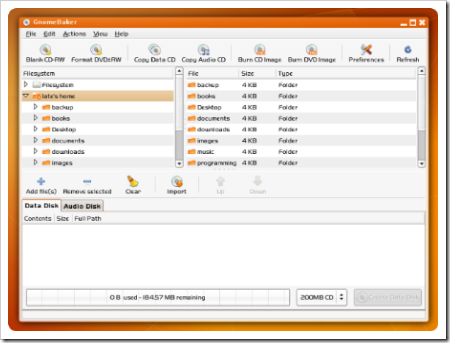 GnomeBaker
File Edit Actions View Help
Blank CD-RW Format DVD±RW Copy Data CD Copy Audio CD Burn CD Image Burn DVD Image Preferences Refresh
Filesystem
Filesystem
luke's home
backup
books
Desktop
documents
downloads
images
File Size Type
backup 4 KB Folder
books 4 KB Folder
Desktop 4 KB Folder
documents 4 KB Folder
downloads 4 KB Folder
images 4 KB Folder
music 4 KB Folder
programming 4 KB Folder
Add file(s) Remove selected Clear Import Up Down
Data Disk Audio Disk
Contents Size Full Path
0 B used - 184.57 MB remaining
200MB CD
Create Data Disk